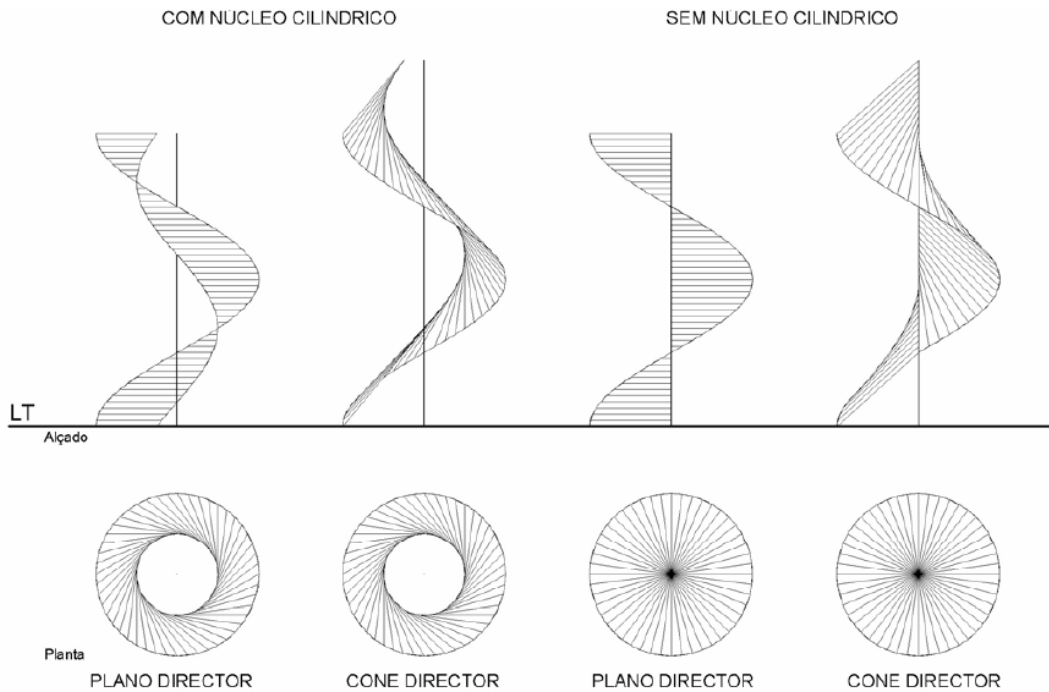 COM NÚCLEO CILINDRICO
SEM NÚCLEO CILINDRICO
LT
Alçado
Planta
PLANO DIRECTOR
CONE DIRECTOR
PLANO DIRECTOR
CONE DIRECTOR